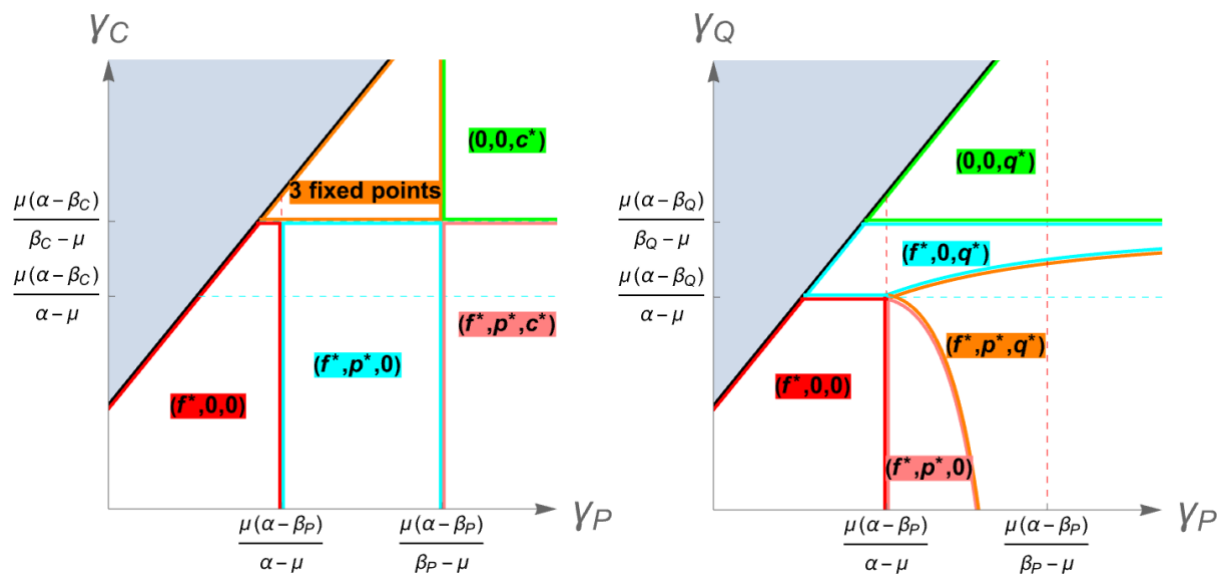 γC
(0,0,c*)
3 fixed points
μ(α-βC)
βC-μ
μ(α-βC)
α-μ
(f*,p*,c*)
(f*,p*,0)
(f*,0,0)
μ(α-βP)
α-μ
μ(α-βP)
βP-μ
γP
γQ
(0,0,q*)
μ(α-βQ)
βQ-μ
(f*,0,q*)
μ(α-βQ)
α-μ
(f*,p*,q*)
(f*,0,0)
(f*,p*,0)
μ(α-βP)
α-μ
μ(α-βP)
βP-μ
γP